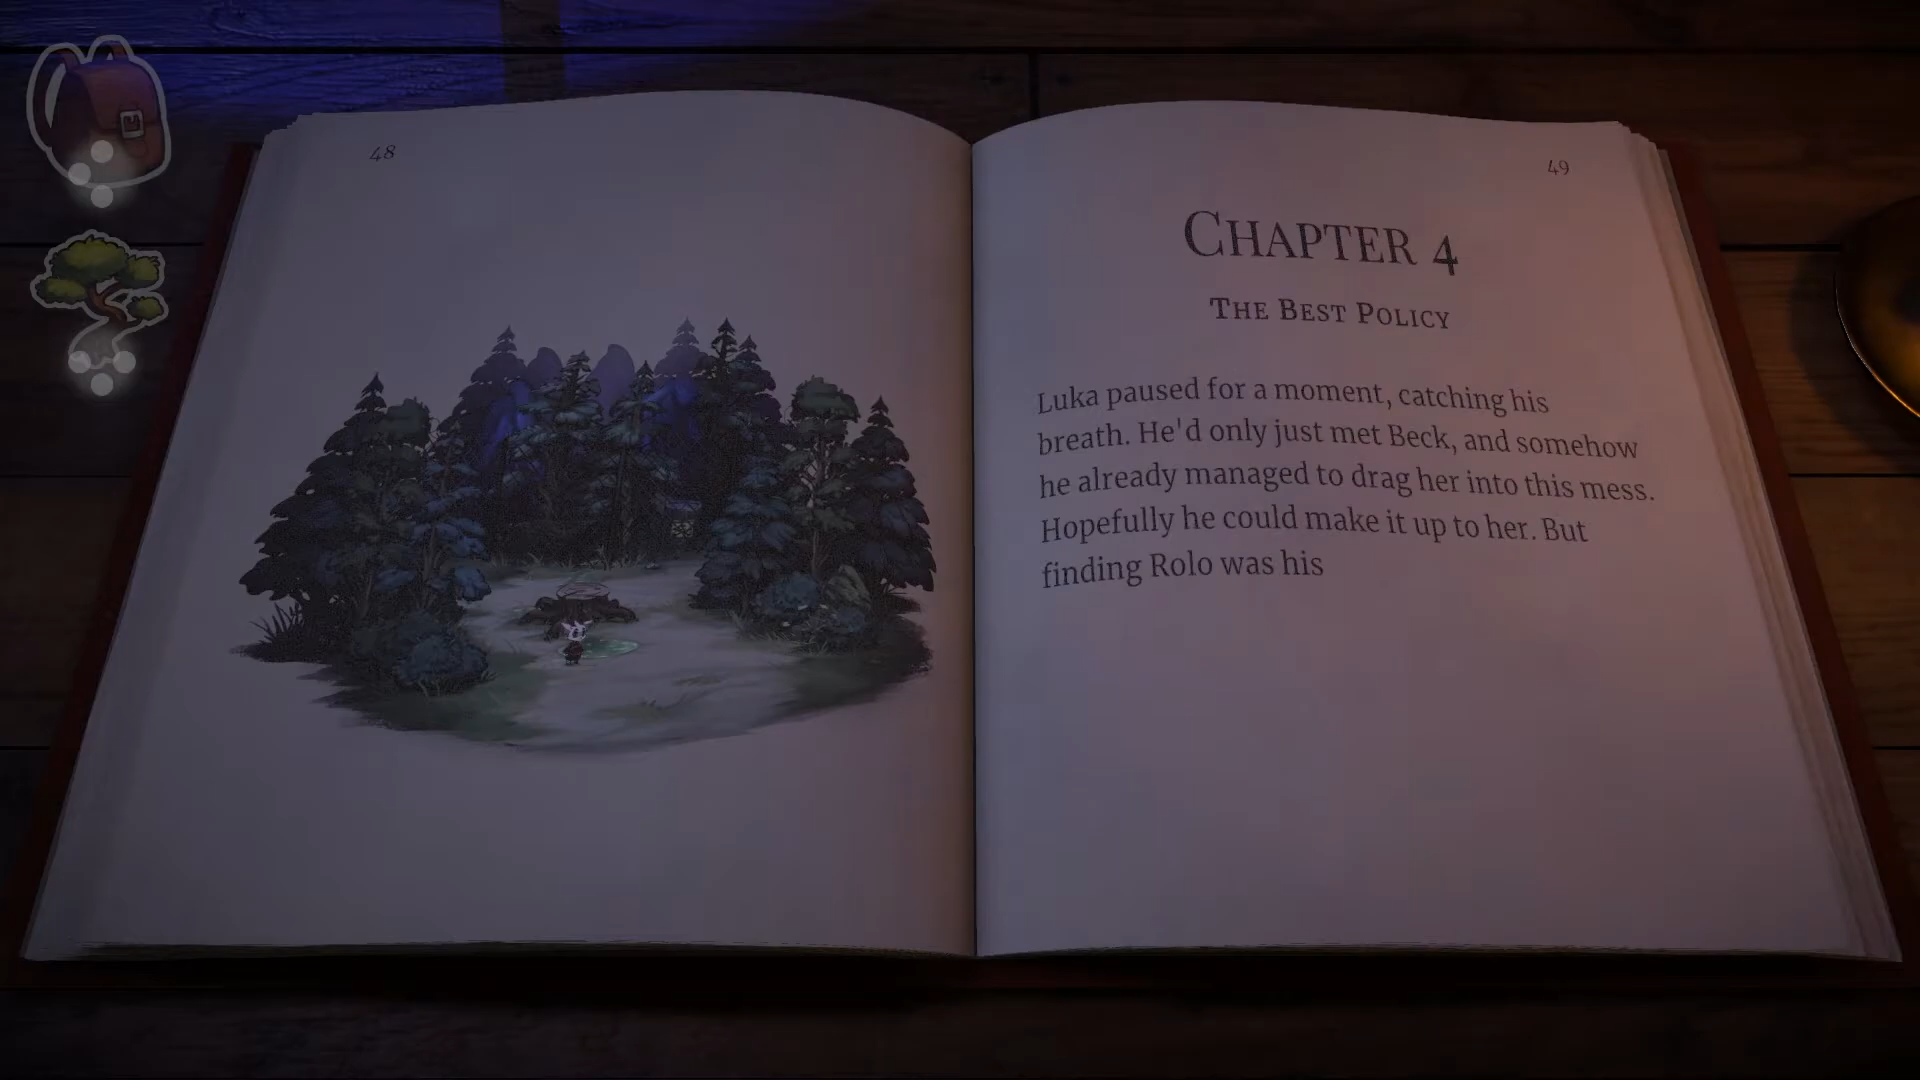 48
49
CHAPTER 4
THE BEST POLICY
Luka paused for a moment, catching his
breath. He'd only just met Beck, and somehow
he already managed to drag her into this mess.
Hopefully he could make it up to her. But
finding Rolo was his